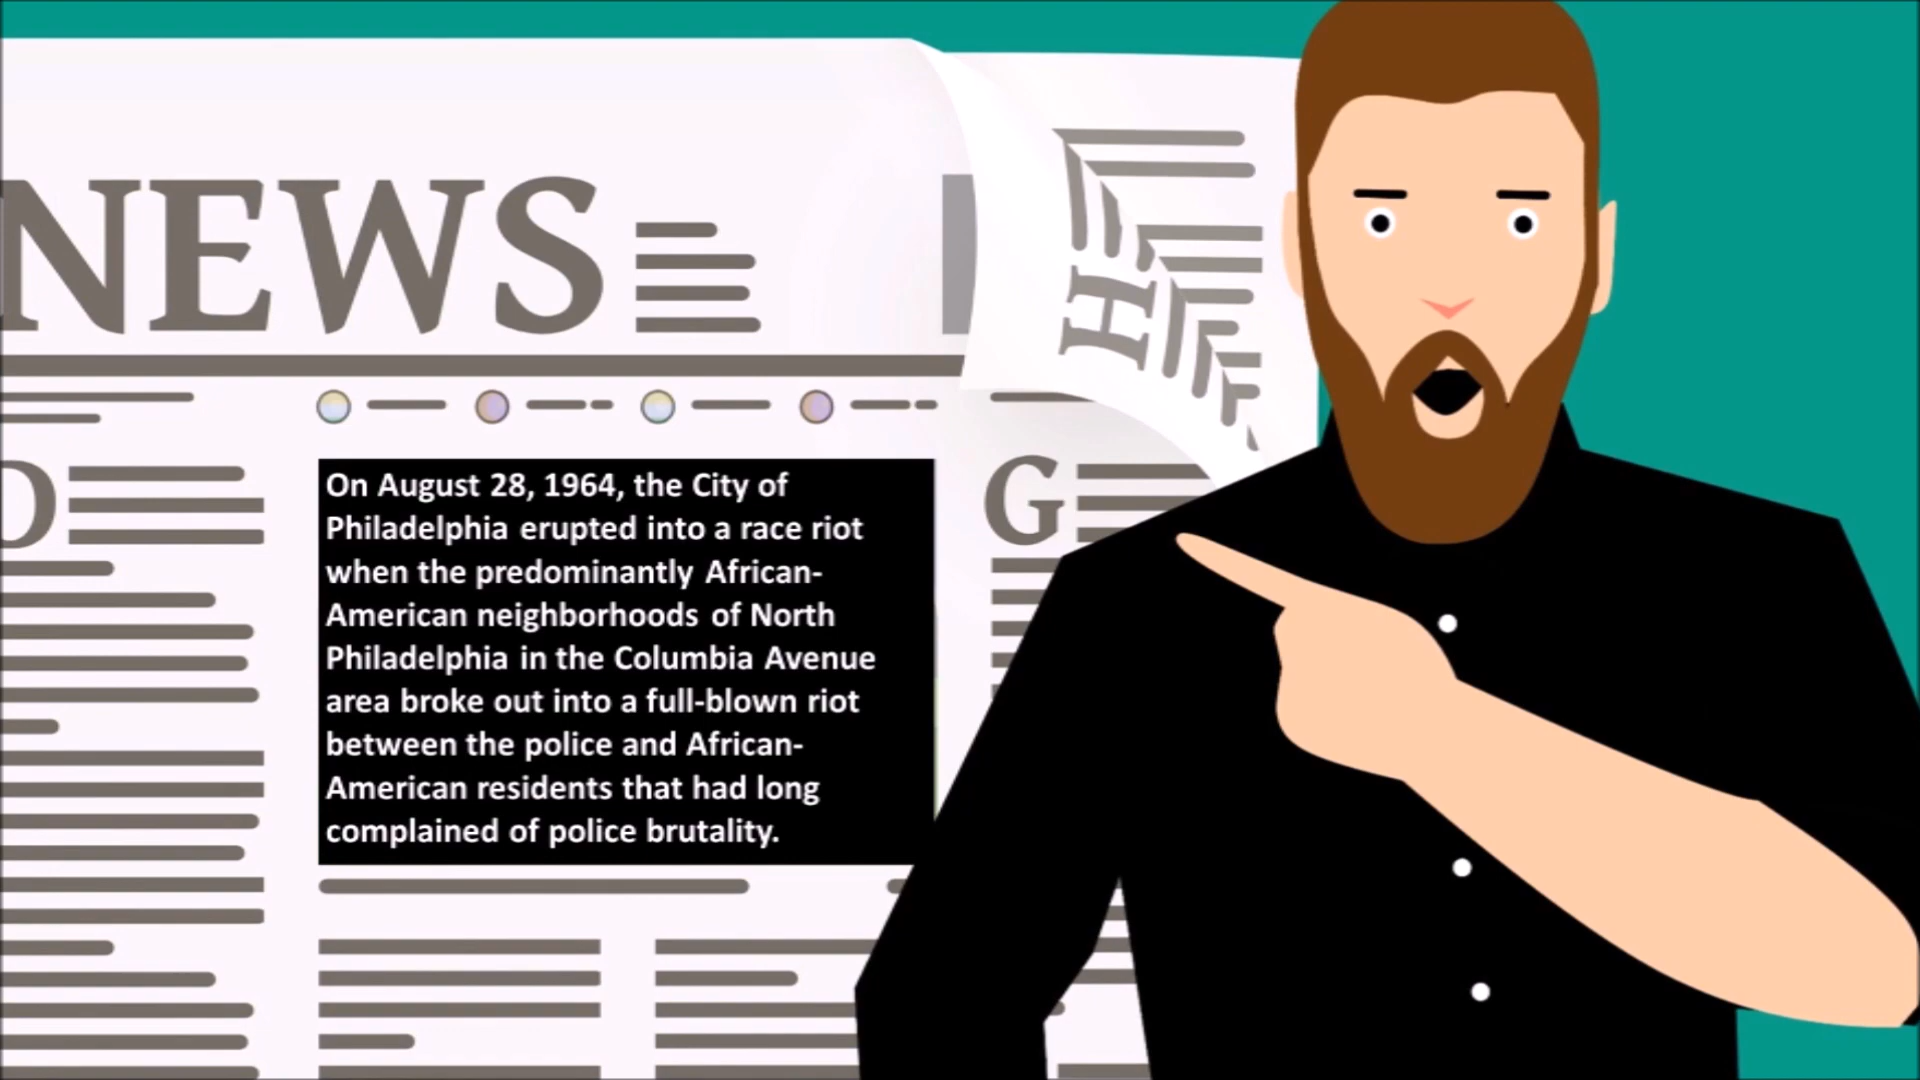 NEWS
H
O
G
On August 28, 1964, the City of
Philadelphia erupted into a race riot
when the predominantly African-
American neighborhoods of North
Philadelphia in the Columbia Avenue
area broke out into a full-blown riot
between the police and African-
American residents that had long
complained of police brutality.